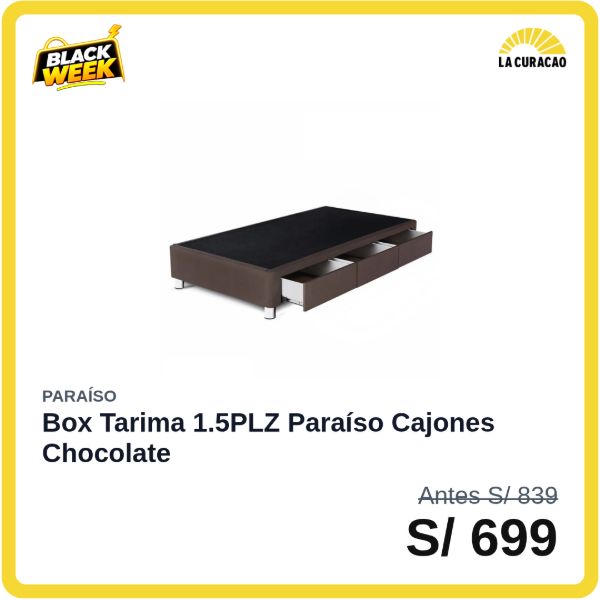 BLACK
WEEK
LA CURACAO
PARAÍSO
Box Tarima 1.5PLZ Paraíso Cajones
Chocolate
Antes S/ 839
S/ 699